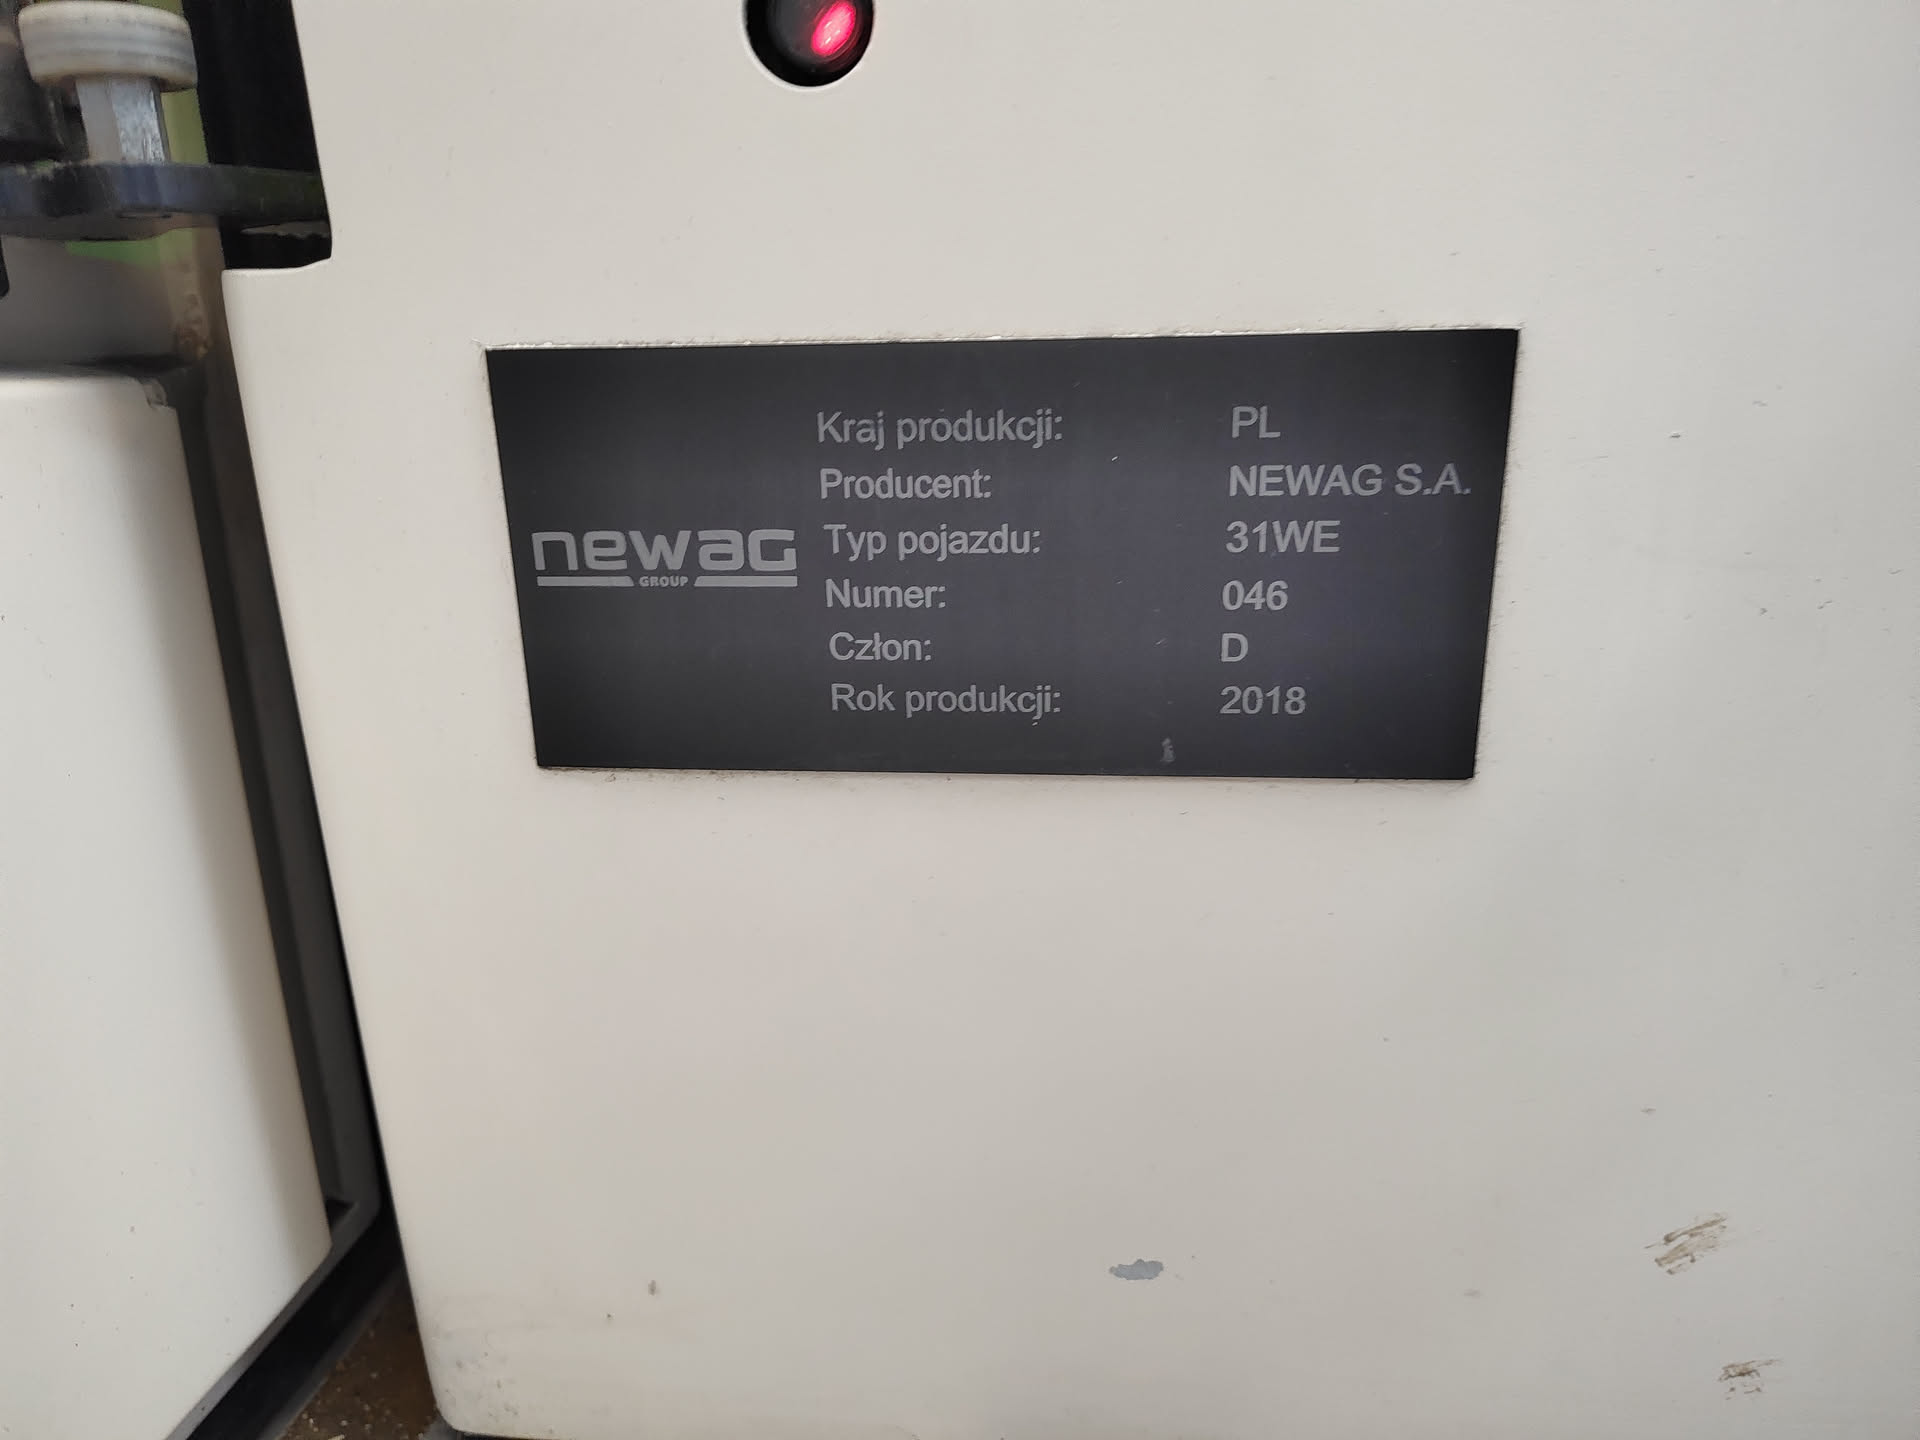 newag
GROUP
Kraj produkcji: PL
Producent: NEWAG S.A.
Typ pojazdu: 31WE
Numer: 046
Człon: D
Rok produkcji: 2018